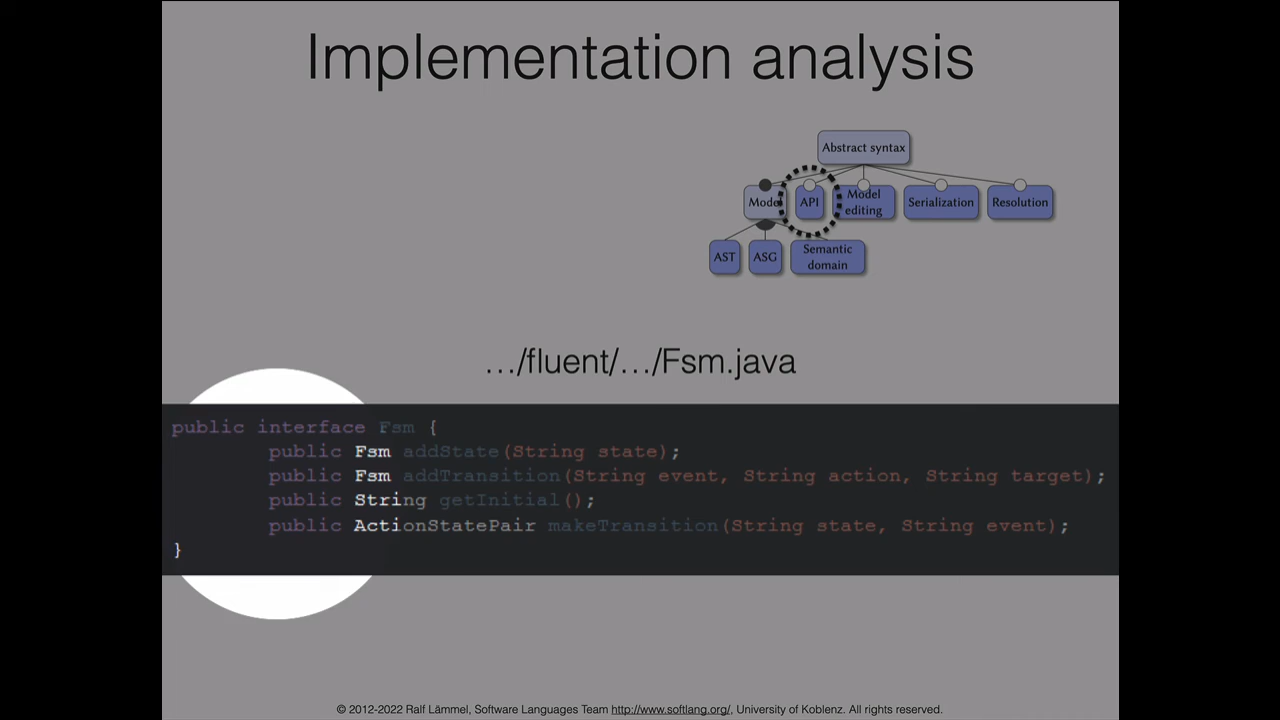 Implementation analysis
Abstract syntax
Model
API
Model editing
Serialization
Resolution
AST
ASG
Semantic domain
…/fluent/…/Fsm.java
public interface Fsm {
public Fsm addState(String state);
public Fsm addTransition(String event, String action, String target);
public String getInitial();
public ActionStatePair makeTransition(String state, String event);
}
© 2012-2022 Ralf Lämmel, Software Languages Team http://www.softlang.org/, University of Koblenz. All rights reserved.